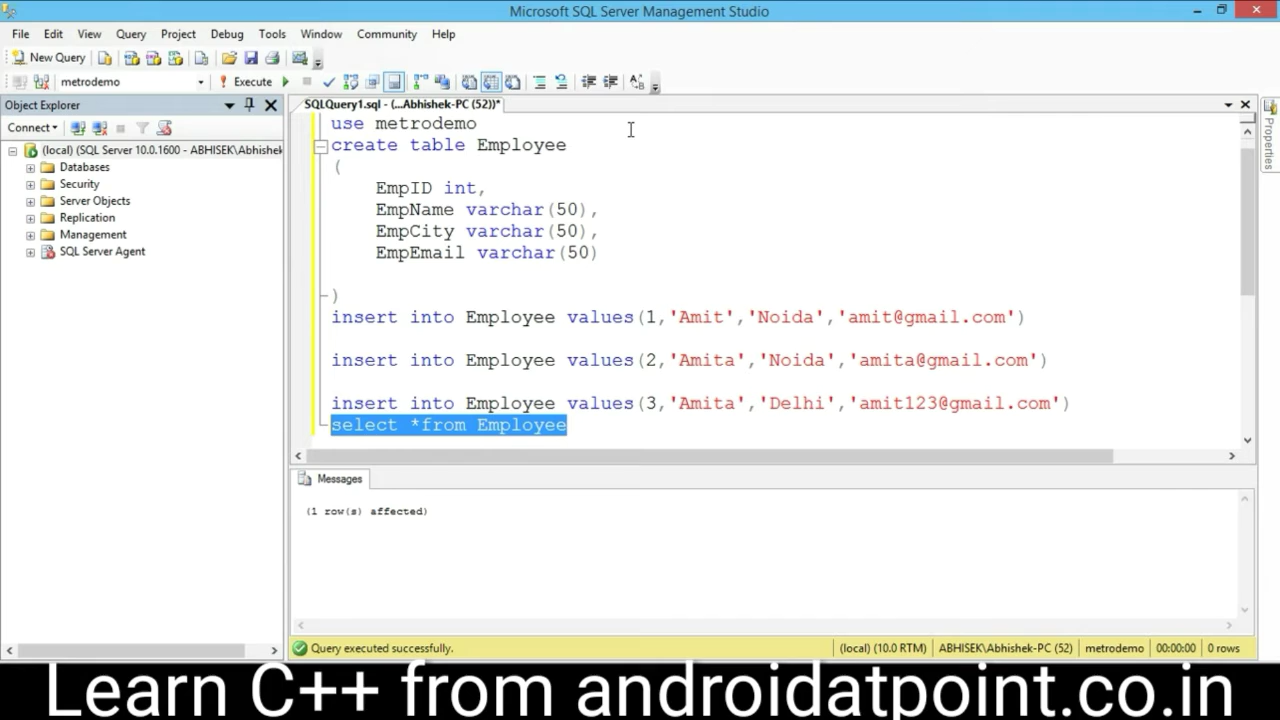 Microsoft SQL Server Management Studio
File Edit View Query Project Debug Tools Window Community Help
New Query
metrodemo Execute
Object Explorer
SQLQuery1.sql - (...Abhishek-PC (52))*
Connect
(local) (SQL Server 10.0.1600 - ABHISEK\Abhishek
Databases
Security
Server Objects
Replication
Management
SQL Server Agent
use metrodemo
create table Employee
(
EmpID int,
EmpName varchar(50),
EmpCity varchar(50),
EmpEmail varchar(50)
)
insert into Employee values(1,'Amit','Noida','amit@gmail.com')
insert into Employee values(2,'Amita','Noida','amita@gmail.com')
insert into Employee values(3,'Amita','Delhi','amit123@gmail.com')
select *from Employee
Properties
Messages
(1 row(s) affected)
Query executed successfully. (local) (10.0 RTM) ABHISEK\Abhishek-PC (52) metrodemo 00:00:00 0 rows
Learn C++ from androidatpoint.co.in